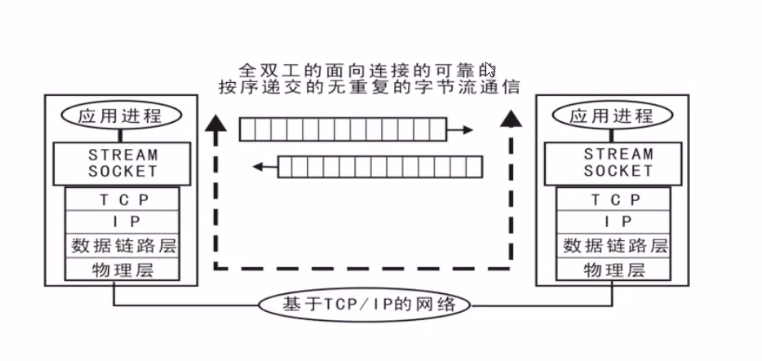 全双工的面向连接的可靠的
按序递交的无重复的字节流通信
应用进程
STREAM
SOCKET
TCP
IP
数据链路层
物理层
应用进程
STREAM
SOCKET
TCP
IP
数据链路层
物理层
基于TCP/IP的网络